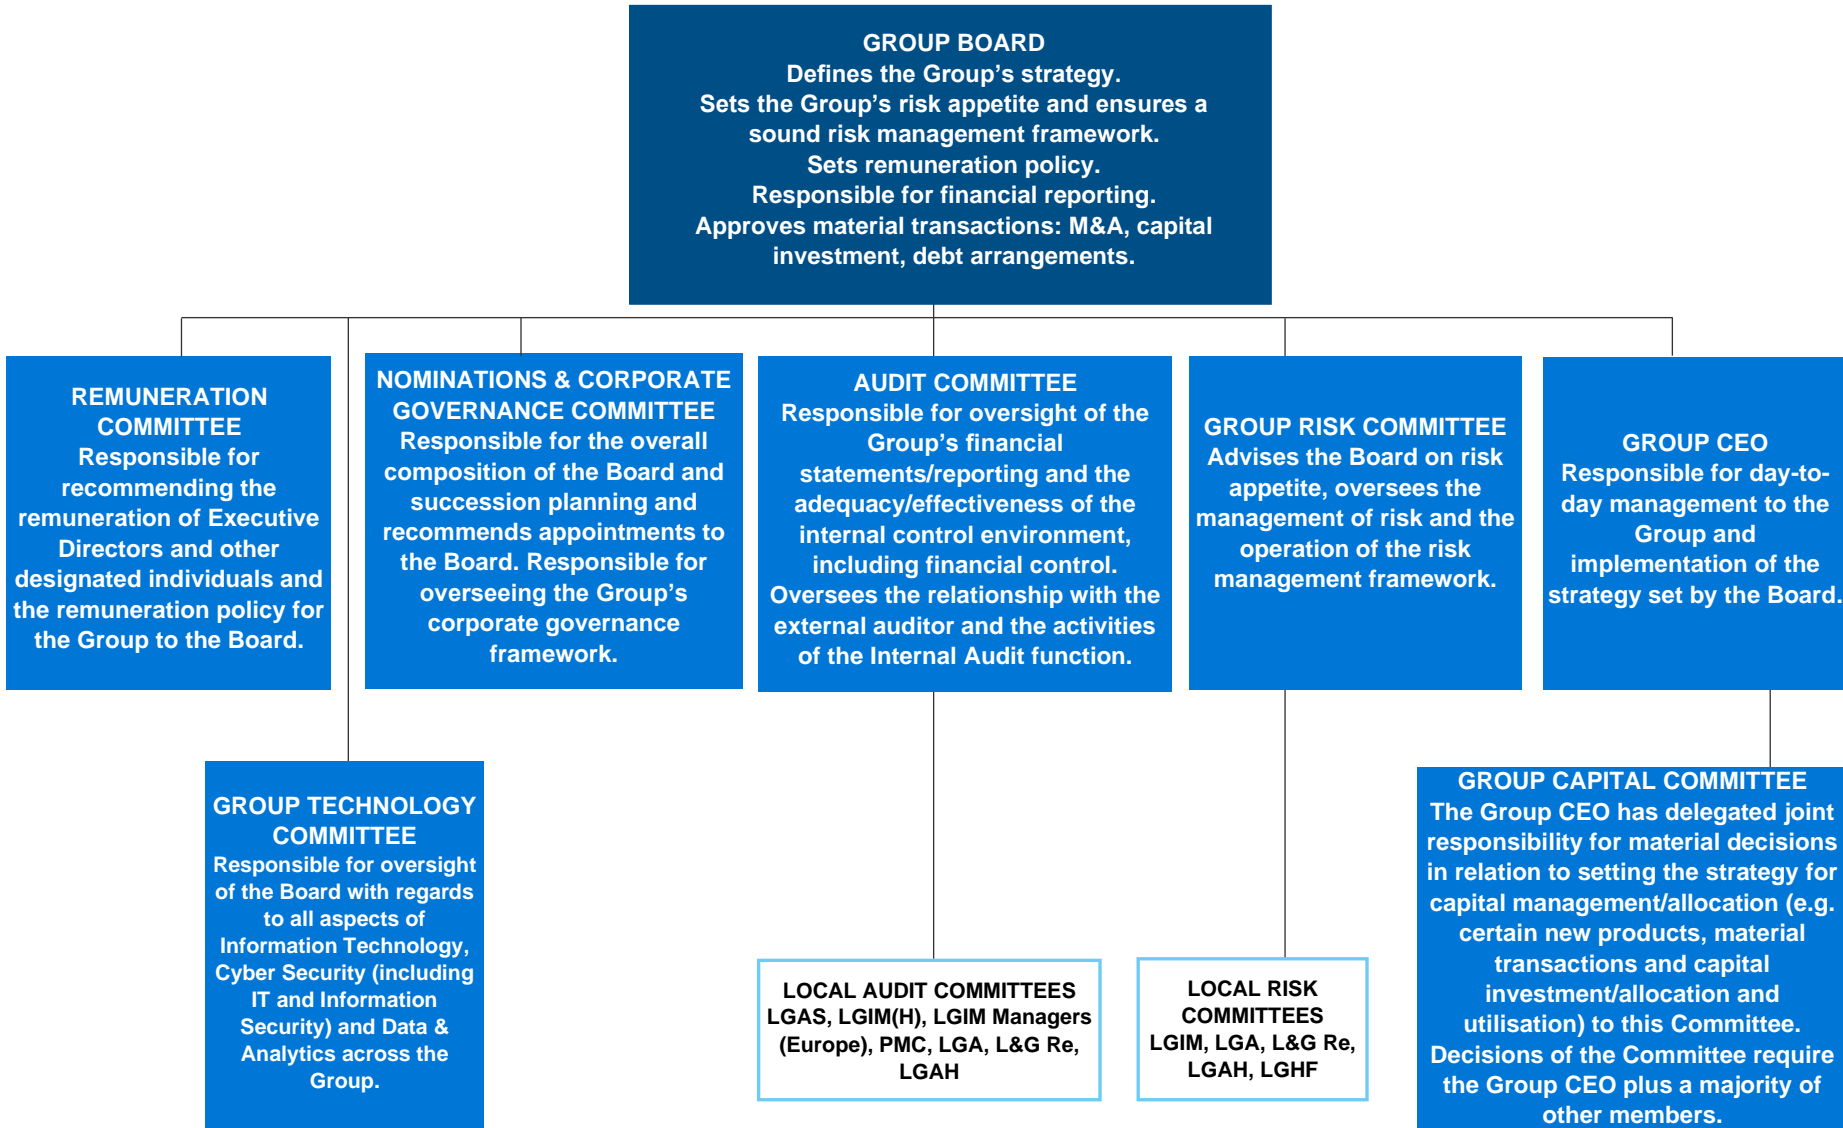 GROUP BOARD
Defines the Group’s strategy.
Sets the Group’s risk appetite and ensures a
sound risk management framework.
Sets remuneration policy.
Responsible for financial reporting.
Approves material transactions: M&A, capital
investment, debt arrangements.
REMUNERATION
COMMITTEE
Responsible for
recommending the
remuneration of Executive
Directors and other
designated individuals and
the remuneration policy for
the Group to the Board.
NOMINATIONS & CORPORATE
GOVERNANCE COMMITTEE
Responsible for the overall
composition of the Board and
succession planning and
recommends appointments to
the Board. Responsible for
overseeing the Group’s
corporate governance
framework.
AUDIT COMMITTEE
Responsible for oversight of the
Group’s financial
statements/reporting and the
adequacy/effectiveness of the
internal control environment,
including financial control.
Oversees the relationship with the
external auditor and the activities
of the Internal Audit function.
GROUP RISK COMMITTEE
Advises the Board on risk
appetite, oversees the
management of risk and the
operation of the risk
management framework.
GROUP CEO
Responsible for day-to-
day management to the
Group and
implementation of the
strategy set by the Board.
GROUP TECHNOLOGY
COMMITTEE
Responsible for oversight
of the Board with regards
to all aspects of
Information Technology,
Cyber Security (including
IT and Information
Security) and Data &
Analytics across the
Group.
LOCAL AUDIT COMMITTEES
LGAS, LGIM(H), LGIM Managers
(Europe), PMC, LGA, L&G Re,
LGAH
LOCAL RISK
COMMITTEES
LGIM, LGA, L&G Re,
LGAH, LGHF
GROUP CAPITAL COMMITTEE
The Group CEO has delegated joint
responsibility for material decisions
in relation to setting the strategy for
capital management/allocation (e.g.
certain new products, material
transactions and capital
investment/allocation and
utilisation) to this Committee.
Decisions of the Committee require
the Group CEO plus a majority of
other members.